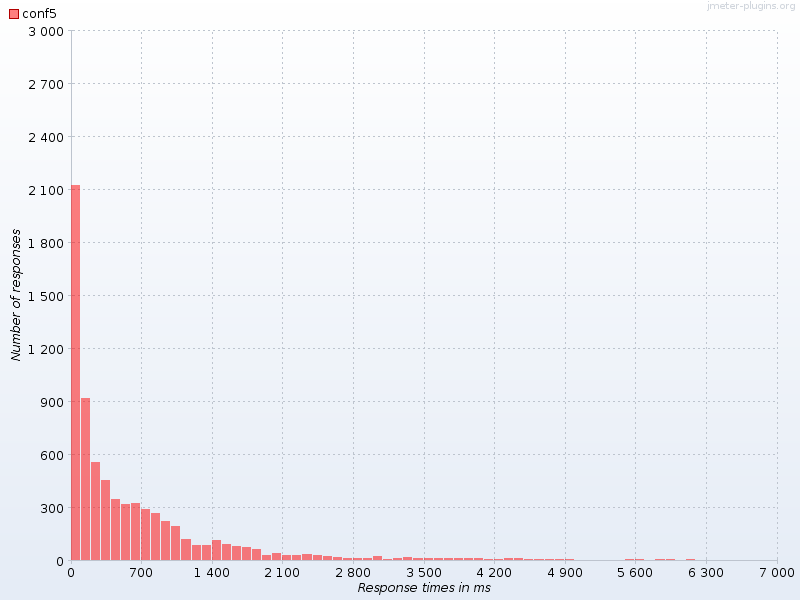 jmeter-plugins.org
conf5
3 000
2 700
2 400
2 100
1 800
1 500
1 200
900
600
300
0
Number of responses
0 700 1 400 2 100 2 800 3 500 4 200 4 900 5 600 6 300 7 000
Response times in ms